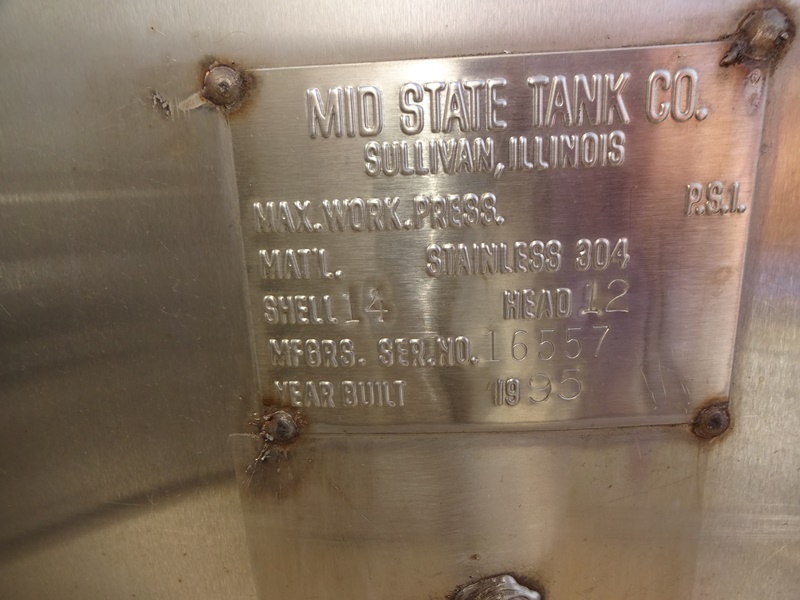 MID STATE TANK CO.
SULLIVAN, ILLINOIS
MAX. WORK. PRESS. P.S.I.
MAT'L. STAINLESS 304
SHELL 14 HEAD 12
MFGRS. SER. NO. 16557
YEAR BUILT 1995